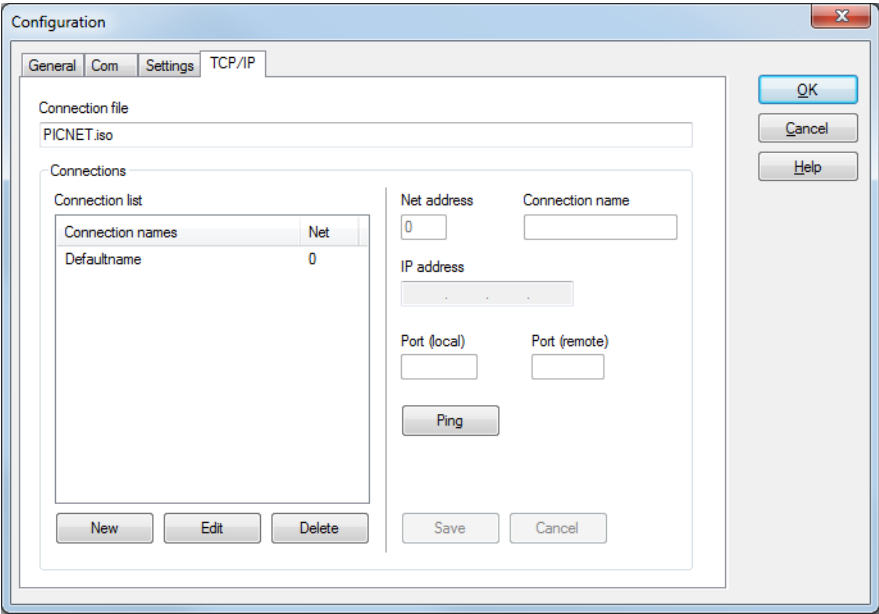 Configuration
x
General Com Settings TCP/IP
OK
Connection file
PICNET.iso
Cancel
Connections
Help
Connection list
Net address Connection name
Connection names Net
0
Defaultname 0
IP address
. . .
Port (local) Port (remote)
Ping
New Edit Delete Save Cancel